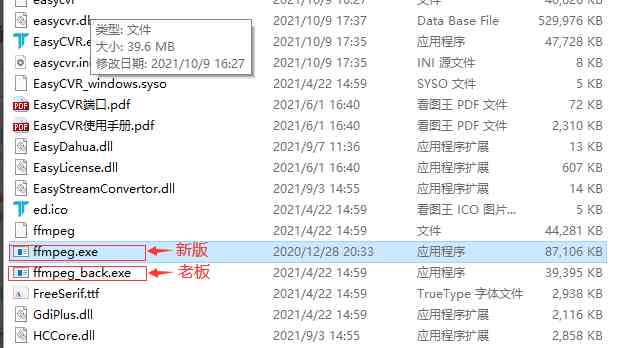 easycvr 2021/10/9 16:27 文件
easycvr.d 2021/10/9 17:37 Data Base File 529,976 KB
EasyCVR.e 2021/10/9 17:35 应用程序 47,728 KB
easycvr.ini 2021/10/9 17:35 INI 源文件 8 KB
类型: 文件
大小: 39.6 MB
修改日期: 2021/10/9 16:27
EasyCVR_windows.syso 2021/4/22 14:59 SYSO 文件 5 KB
EasyCVR端口.pdf 2021/6/1 16:40 看图王 PDF 文件 72 KB
EasyCVR使用手册.pdf 2021/6/1 16:40 看图王 PDF 文件 2,310 KB
EasyDahua.dll 2021/9/7 11:36 应用程序扩展 13 KB
EasyLicense.dll 2021/6/1 16:40 应用程序扩展 607 KB
EasyStreamConvertor.dll 2021/9/3 14:55 应用程序扩展 14 KB
ed.ico 2021/4/22 14:59 看图王 ICO 图片... 5 KB
ffmpeg 2021/4/22 14:59 文件 44,281 KB
ffmpeg.exe 新版 2020/12/28 20:33 应用程序 87,106 KB
ffmpeg_back.exe 老板 2021/4/22 14:59 应用程序 39,395 KB
FreeSerif.ttf 2021/4/22 14:59 TrueType 字体文件 2,938 KB
GdiPlus.dll 2021/4/22 14:59 应用程序扩展 2,116 KB
HCCore.dll 2021/9/3 14:55 应用程序扩展 2,858 KB